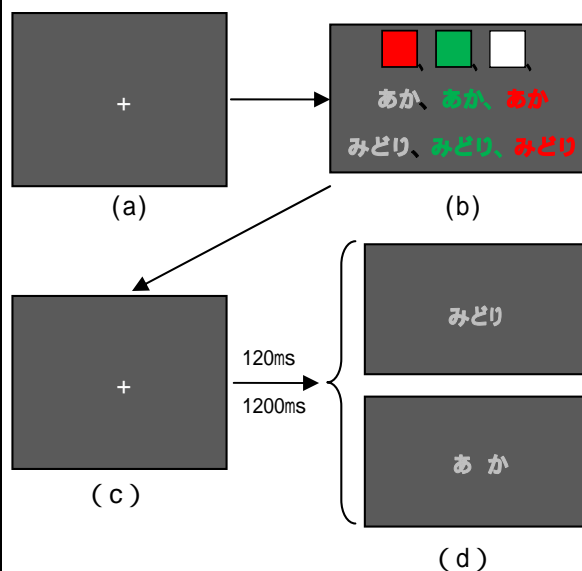 +
、、、
あか、あか、あか
みどり、みどり、みどり
(a)
(b)
+
120ms
1200ms
みどり
あ か
(c)
(d)